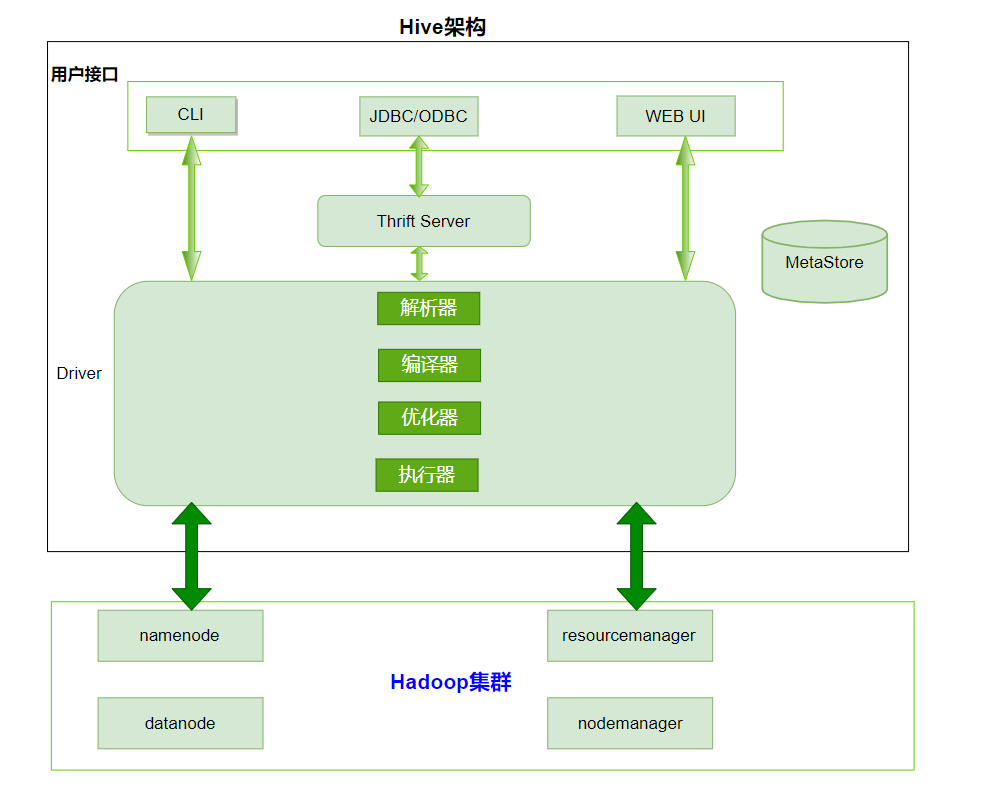 Hive架构
用户接口
CLI
JDBC/ODBC
WEB UI
Thrift Server
MetaStore
解析器
编译器
Driver
优化器
执行器
namenode
resourcemanager
Hadoop集群
datanode
nodemanager